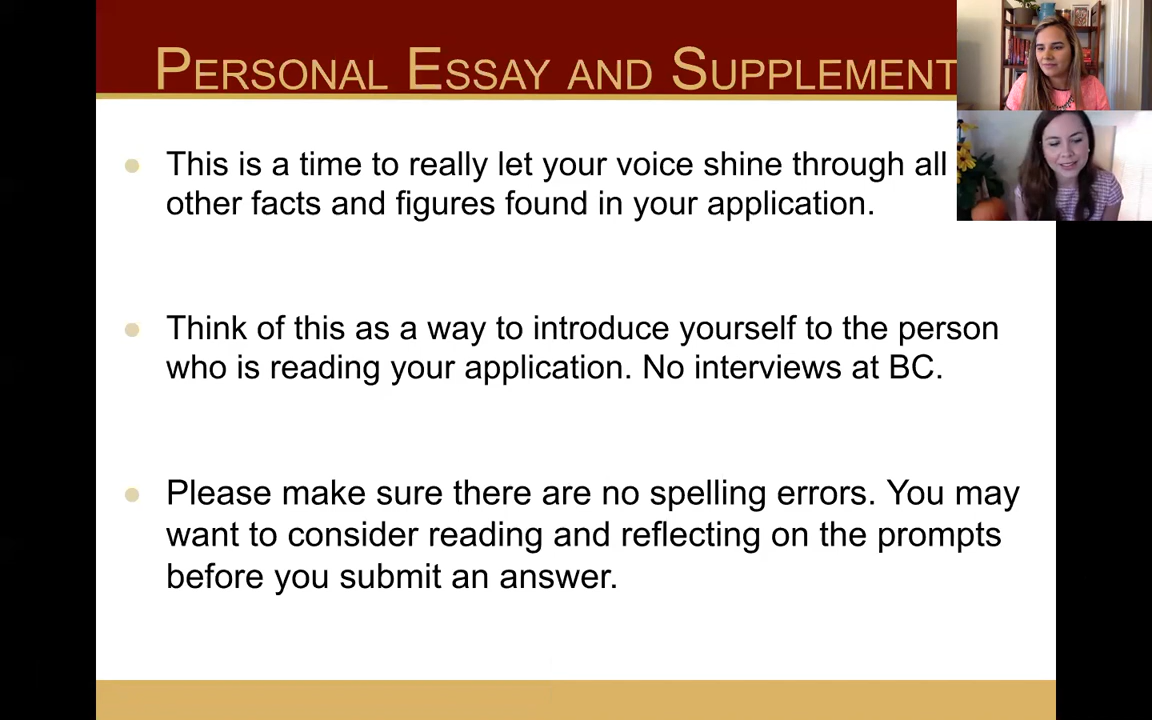 PERSONAL ESSAY AND SUPPLEMENT
This is a time to really let your voice shine through all
other facts and figures found in your application.
Think of this as a way to introduce yourself to the person
who is reading your application. No interviews at BC.
Please make sure there are no spelling errors. You may
want to consider reading and reflecting on the prompts
before you submit an answer.